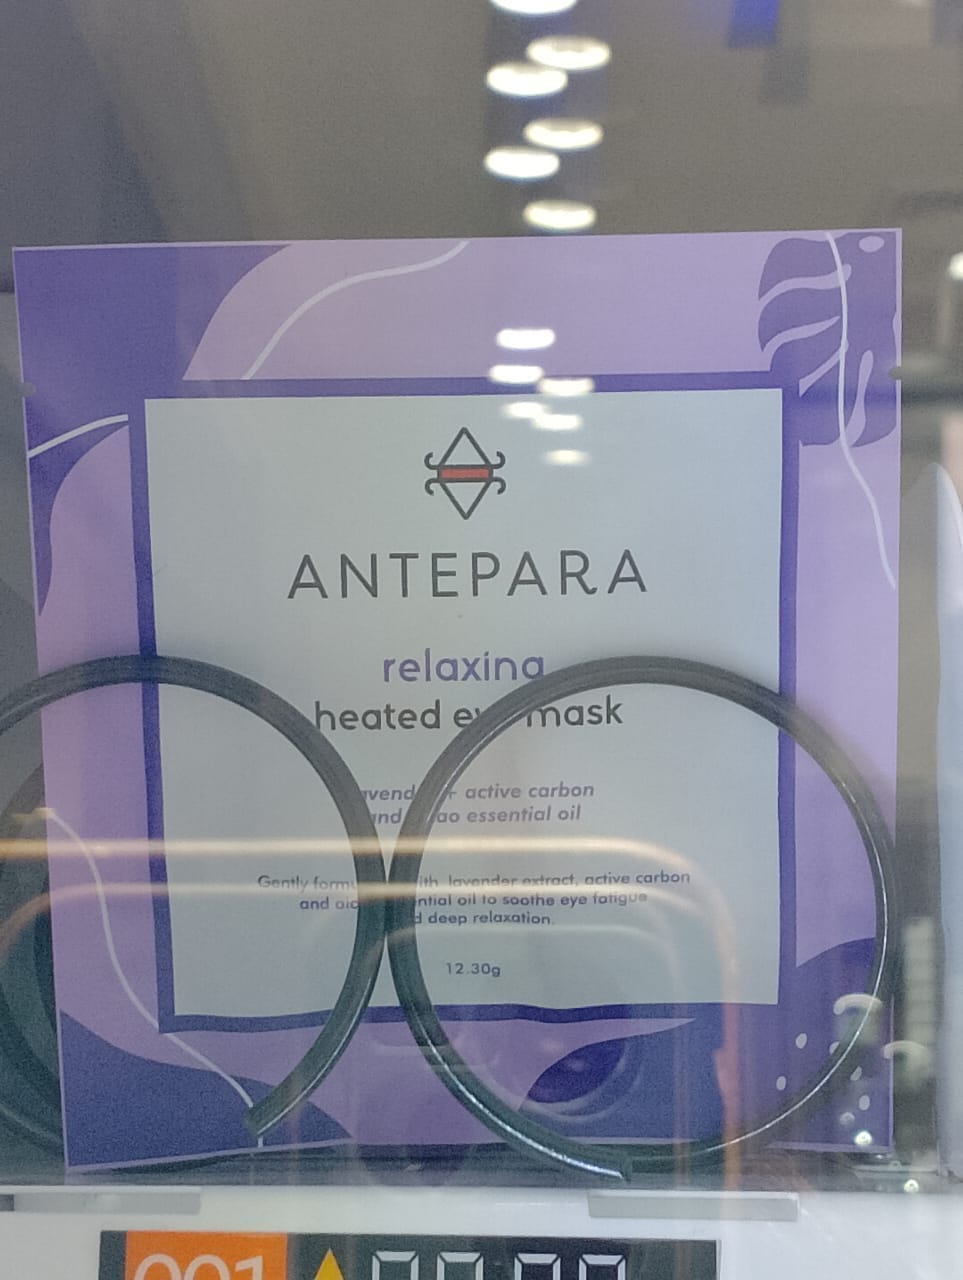 ANTEPARA
relaxing
heated mask
active carbon
essential oil
Gently lavender extract, active carbon
and oil to soothe eye fatigue
deep relaxation.
12.30g
001